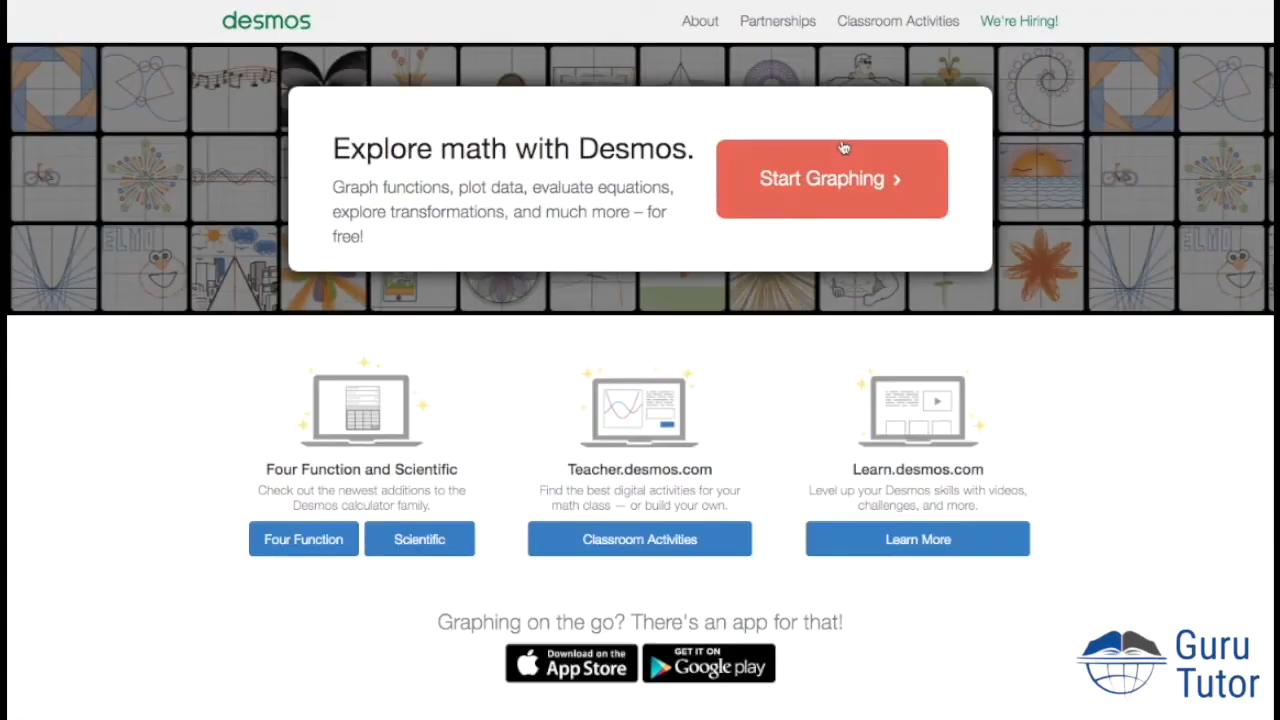 desmos
About Partnerships Classroom Activities We're Hiring!
Explore math with Desmos.
Graph functions, plot data, evaluate equations,
explore transformations, and much more – for
free!
Start Graphing ›
ELMO
ELMO
Four Function and Scientific
Check out the newest additions to the
Desmos calculator family.
Four Function
Scientific
Teacher.desmos.com
Find the best digital activities for your
math class — or build your own.
Classroom Activities
Learn.desmos.com
Level up your Desmos skills with videos,
challenges, and more.
Learn More
Graphing on the go? There's an app for that!
Download on the
App Store
GET IT ON
Google play
Guru
Tutor